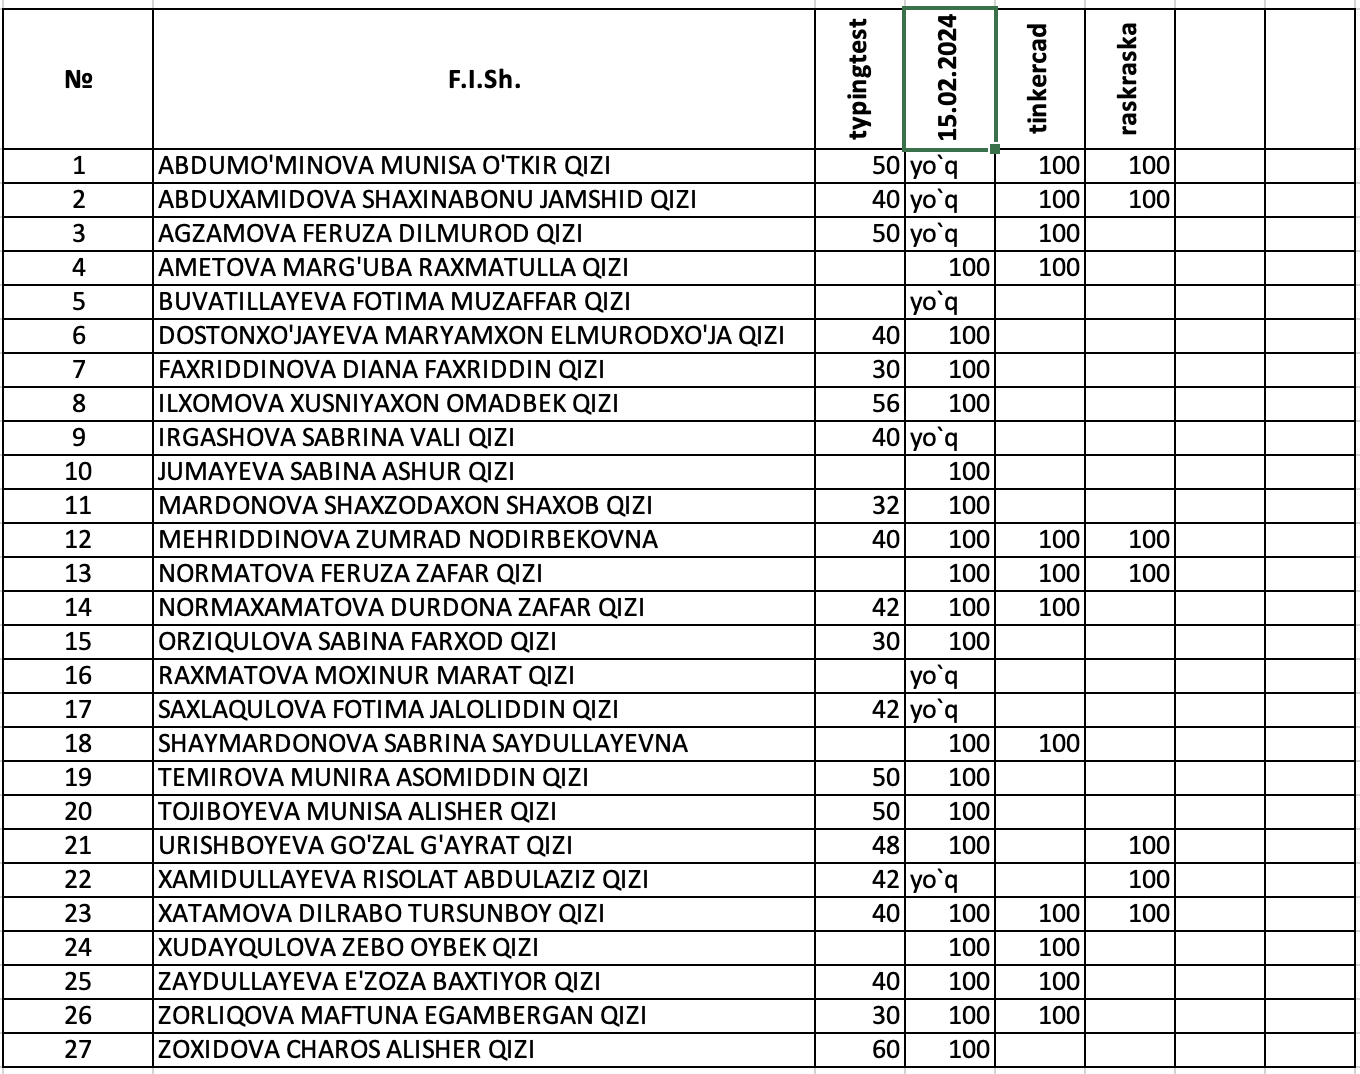 № F.I.Sh. typingtest 15.02.2024 tinkercad raskraska
1 ABDUMO'MINOVA MUNISA O'TKIR QIZI 50 yo`q 100 100
2 ABDUXAMIDOVA SHAXINABONU JAMSHID QIZI 40 yo`q 100 100
3 AGZAMOVA FERUZA DILMUROD QIZI 50 yo`q 100
4 AMETOVA MARG'UBA RAXMATULLA QIZI 100 100
5 BUVATILLAYEVA FOTIMA MUZAFFAR QIZI yo`q
6 DOSTONXO'JAYEVA MARYAMXON ELMURODXO'JA QIZI 40 100
7 FAXRIDDINOVA DIANA FAXRIDDIN QIZI 30 100
8 ILXOMOVA XUSNIYAXON OMADBEK QIZI 56 100
9 IRGASHOVA SABRINA VALI QIZI 40 yo`q
10 JUMAYEVA SABINA ASHUR QIZI 100
11 MARDONOVA SHAXZODAXON SHAXOB QIZI 32 100
12 MEHRIDDINOVA ZUMRAD NODIRBEKOVNA 40 100 100 100
13 NORMATOVA FERUZA ZAFAR QIZI 100 100 100
14 NORMAXAMATOVA DURDONA ZAFAR QIZI 42 100 100
15 ORZIQULOVA SABINA FARXOD QIZI 30 100
16 RAXMATOVA MOXINUR MARAT QIZI yo`q
17 SAXLAQULOVA FOTIMA JALOLIDDIN QIZI 42 yo`q
18 SHAYMARDONOVA SABRINA SAYDULLAYEVNA 100 100
19 TEMIROVA MUNIRA ASOMIDDIN QIZI 50 100
20 TOJIBOYEVA MUNISA ALISHER QIZI 50 100
21 URISHBOYEVA GO'ZAL G'AYRAT QIZI 48 100 100
22 XAMIDULLAYEVA RISOLAT ABDULAZIZ QIZI 42 yo`q 100
23 XATAMOVA DILRABO TURSUNBOY QIZI 40 100 100 100
24 XUDAYQULOVA ZEBO OYBEK QIZI 100 100
25 ZAYDULLAYEVA E'ZOZA BAXTIYOR QIZI 40 100 100
26 ZORLIQOVA MAFTUNA EGAMBERGAN QIZI 30 100 100
27 ZOXIDOVA CHAROS ALISHER QIZI 60 100